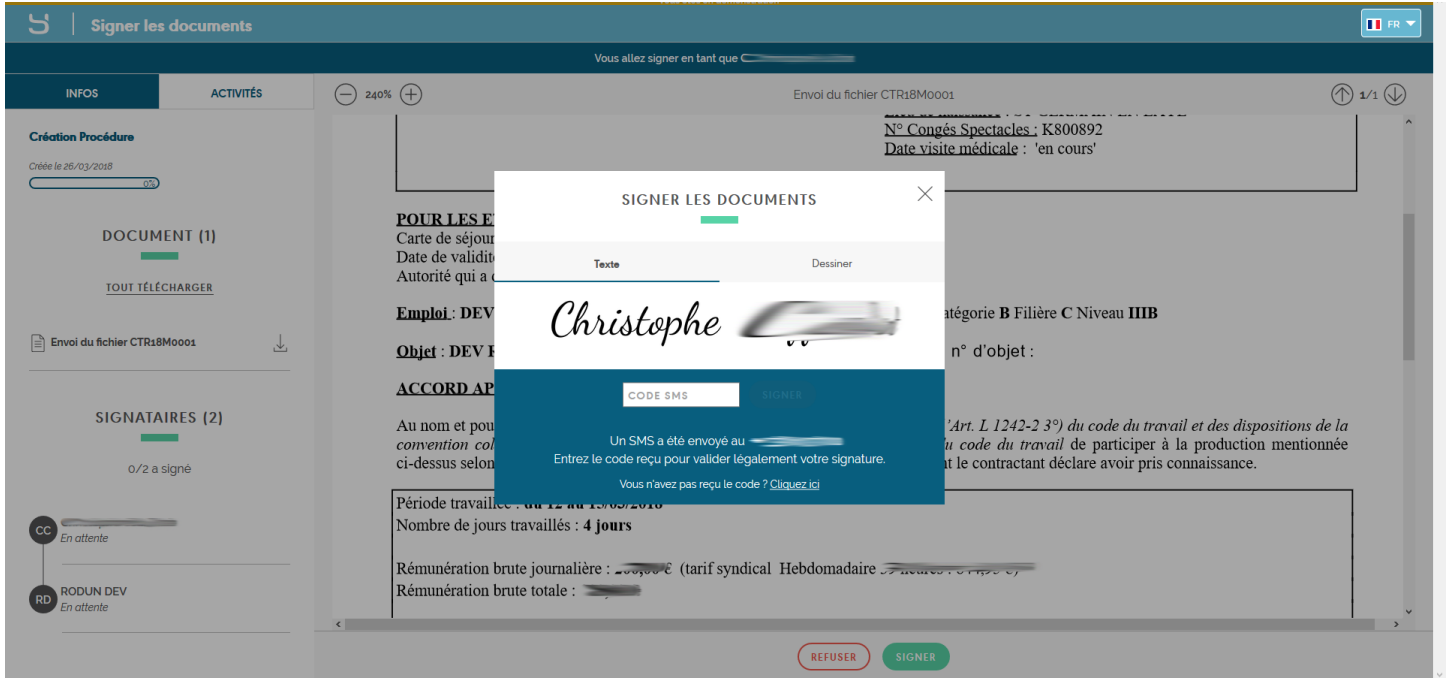 Signer les documents
FR
Vous allez signer en tant que
INFOS
ACTIVITÉS
240%
Envoi du fichier CTR18M0001
1/1
Création Procédure
Créée le 26/03/2018
0%
DOCUMENT (1)
TOUT TÉLÉCHARGER
Envoi du fichier CTR18M0001
SIGNATAIRES (2)
0/2 a signé
CC
En attente
RD
RODUN DEV
En attente
N° Congés Spectacles : K800892
Date visite médicale : 'en cours'
POUR LES
Carte de séjour
Date de validité
Autorité qui a
Emploi : DEV
atégorie B Filière C Niveau IIIB
Objet : DEV
n° d'objet :
ACCORD AP
Au nom et pou
'Art. L 1242-2 3°) du code du travail et des dispositions de la
convention col
u code du travail de participer à la production mentionnée
ci-dessus selon
t le contractant déclare avoir pris connaissance.
Période travaillée : du 12 au 15/03/2018
Nombre de jours travaillés : 4 jours
Rémunération brute journalière : € (tarif syndical Hebdomadaire
Rémunération brute totale :
SIGNER LES DOCUMENTS
Texte
Dessiner
Christophe
CODE SMS
SIGNER
Un SMS a été envoyé au
Entrez le code reçu pour valider légalement votre signature.
Vous n'avez pas reçu le code ? Cliquez ici
REFUSER
SIGNER